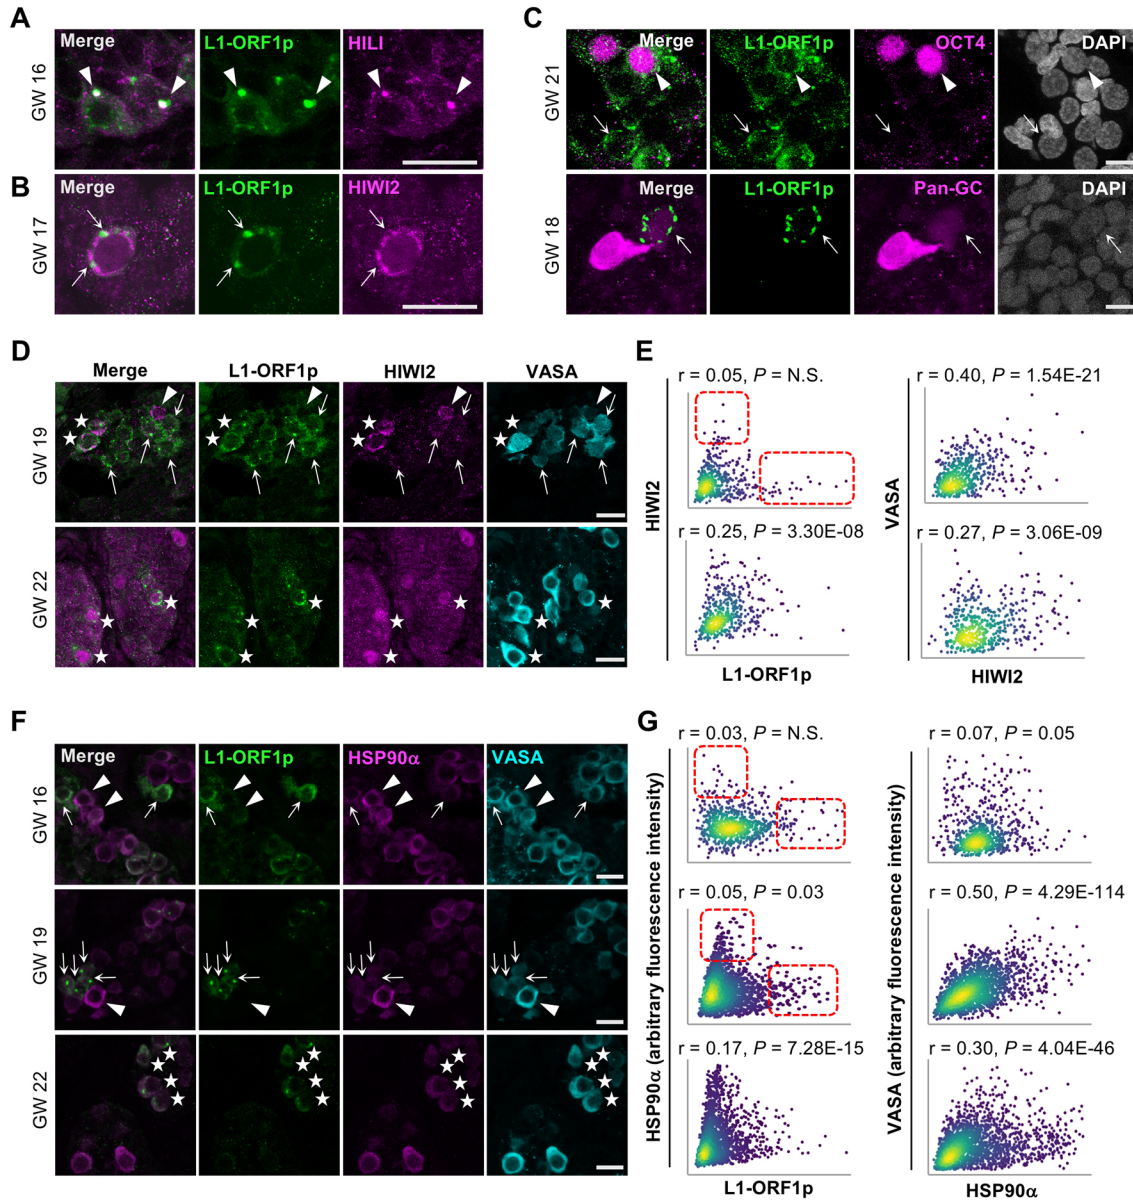 A
GW 16
Merge
L1-ORF1p
HILI
B
GW 17
Merge
L1-ORF1p
HIWI2
C
GW 21
Merge
L1-ORF1p
OCT4
DAPI
GW 18
Merge
L1-ORF1p
Pan-GC
DAPI
D
Merge
L1-ORF1p
HIWI2
VASA
GW 19
GW 22
E
r = 0.05, P = N.S.
r = 0.40, P = 1.54E-21
HIWI2
VASA
r = 0.25, P = 3.30E-08
r = 0.27, P = 3.06E-09
L1-ORF1p
HIWI2
F
Merge
L1-ORF1p
HSP90α
VASA
GW 16
GW 19
GW 22
G
r = 0.03, P = N.S.
r = 0.07, P = 0.05
HSP90α (arbitrary fluorescence intensity)
VASA (arbitrary fluorescence intensity)
r = 0.05, P = 0.03
r = 0.50, P = 4.29E-114
r = 0.17, P = 7.28E-15
r = 0.30, P = 4.04E-46
L1-ORF1p
HSP90α